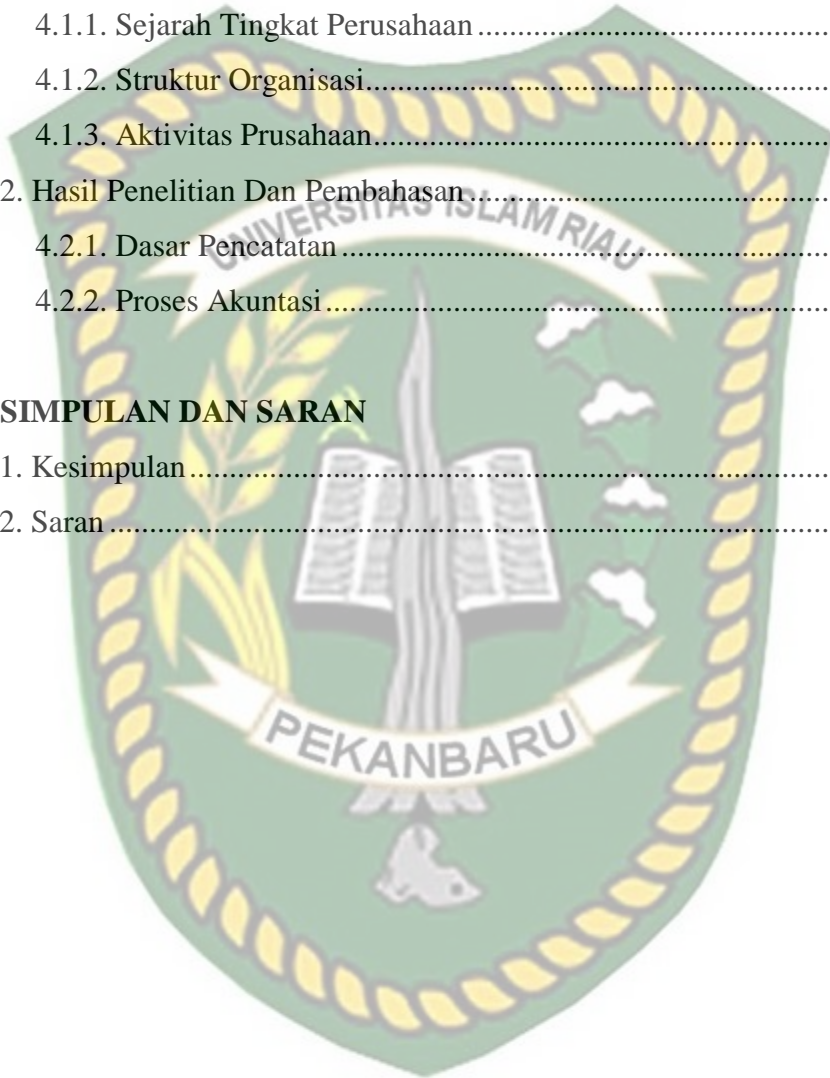 4.1.1. Sejarah Tingkat Perusahaan ........................................
4.1.2. Struktur Organisasi........................................................
4.1.3. Aktivitas Prusahaan.......................................................
2. Hasil Penelitian Dan Pembahasan ...........................................
UNIVERSITAS ISLAM RIAU
4.2.1. Dasar Pencatatan ...........................................................
4.2.2. Proses Akuntasi .............................................................
SIMPULAN DAN SARAN
1. Kesimpulan ..............................................................................
2. Saran ........................................................................................
PEKANBARU